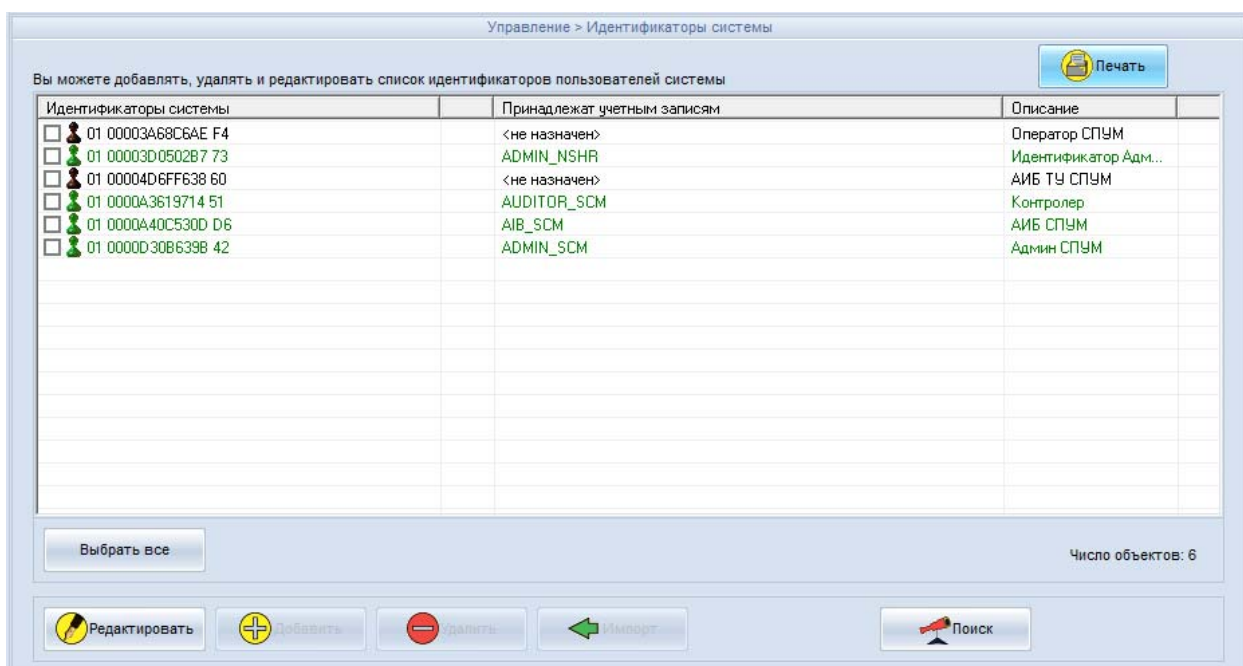 Управление > Идентификаторы системы
Печать
Вы можете добавлять, удалять и редактировать список идентификаторов пользователей системы
Идентификаторы системы Принадлежат учетным записям Описание
01 00003A68C6AE F4 <не назначен> Оператор СПУМ
01 00003D0502B7 73 ADMIN_NSHR Идентификатор Адм...
01 00004D6FF638 60 <не назначен> АИБ ТУ СПУМ
01 0000A3619714 51 AUDITOR_SCM Контролер
01 0000A40C530D D6 AIB_SCM АИБ СПУМ
01 0000D30B639B 42 ADMIN_SCM Админ СПУМ
Выбрать все Число объектов: 6
Редактировать Добавить Удалить Импорт Поиск